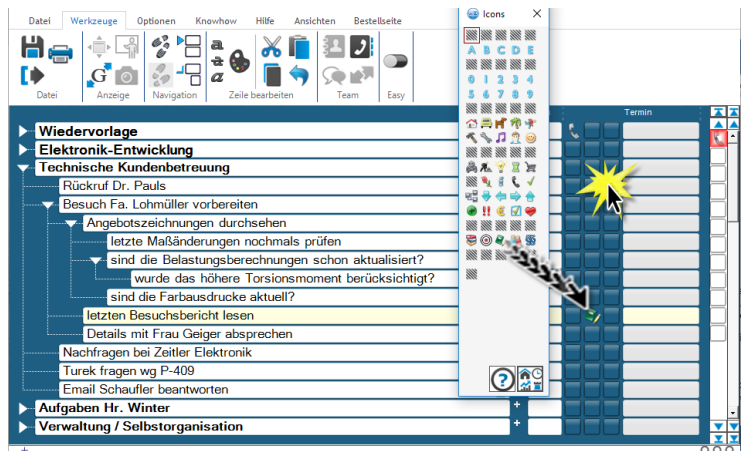 Datei Werkzeuge Optionen Knowhow Hilfe Ansichten Bestellseite
Icons
a
a
a
G
Datei Anzeige Navigation Zeile bearbeiten Team Easy
A B C D E
0 1 2 3 4
5 6 7 8 9
Termin
Wiedervorlage
Elektronik-Entwicklung
Technische Kundenbetreuung
Rückruf Dr. Pauls
Besuch Fa. Lohmüller vorbereiten
Angebotszeichnungen durchsehen
letzte Maßänderungen nochmals prüfen
sind die Belastungsberechnungen schon aktualisiert?
wurde das höhere Torsionsmoment berücksichtigt?
sind die Farbausdrucke aktuell?
letzten Besuchsbericht lesen
Details mit Frau Geiger absprechen
Nachfragen bei Zeitler Elektronik
Turek fragen wg P-409
Email Schaufler beantworten
Aufgaben Hr. Winter
Verwaltung / Selbstorganisation